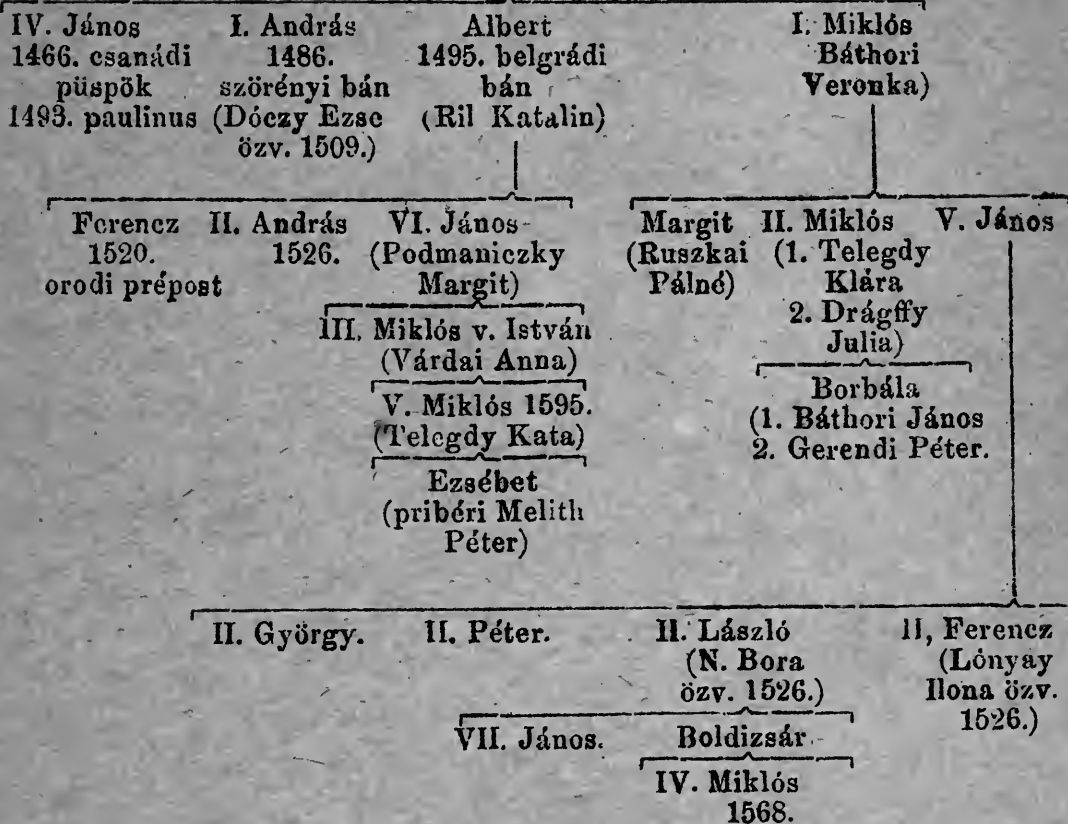 IV. János I. András Albert I. Miklós
1466. csanádi 1486. 1495. belgrádi Báthori
püspök szörényi bán bán Veronka)
1493. paulinus (Dóczy Ezse (Ril Katalin)
özv. 1509.)
Ferencz II. András VI. János Margit II. Miklós V. János
1520. 1526. (Podmaniczky (Ruszkai (1. Telegdy
orodi prépost Margit) Pálné) Klára
2. Drágffy
III. Miklós v. István Julia)
(Várdai Anna)
Borbála
V. Miklós 1595. (1. Báthori János
(Telegdy Kata) 2. Gerendi Péter.
Ezsébet
(pribéri Melith
Péter)
II. György. II. Péter. II. László II, Ferencz
(N. Bora (Lónyay
özv. 1526.) Ilona özv.
1526.)
VII. János. Boldizsár
IV. Miklós
1568.